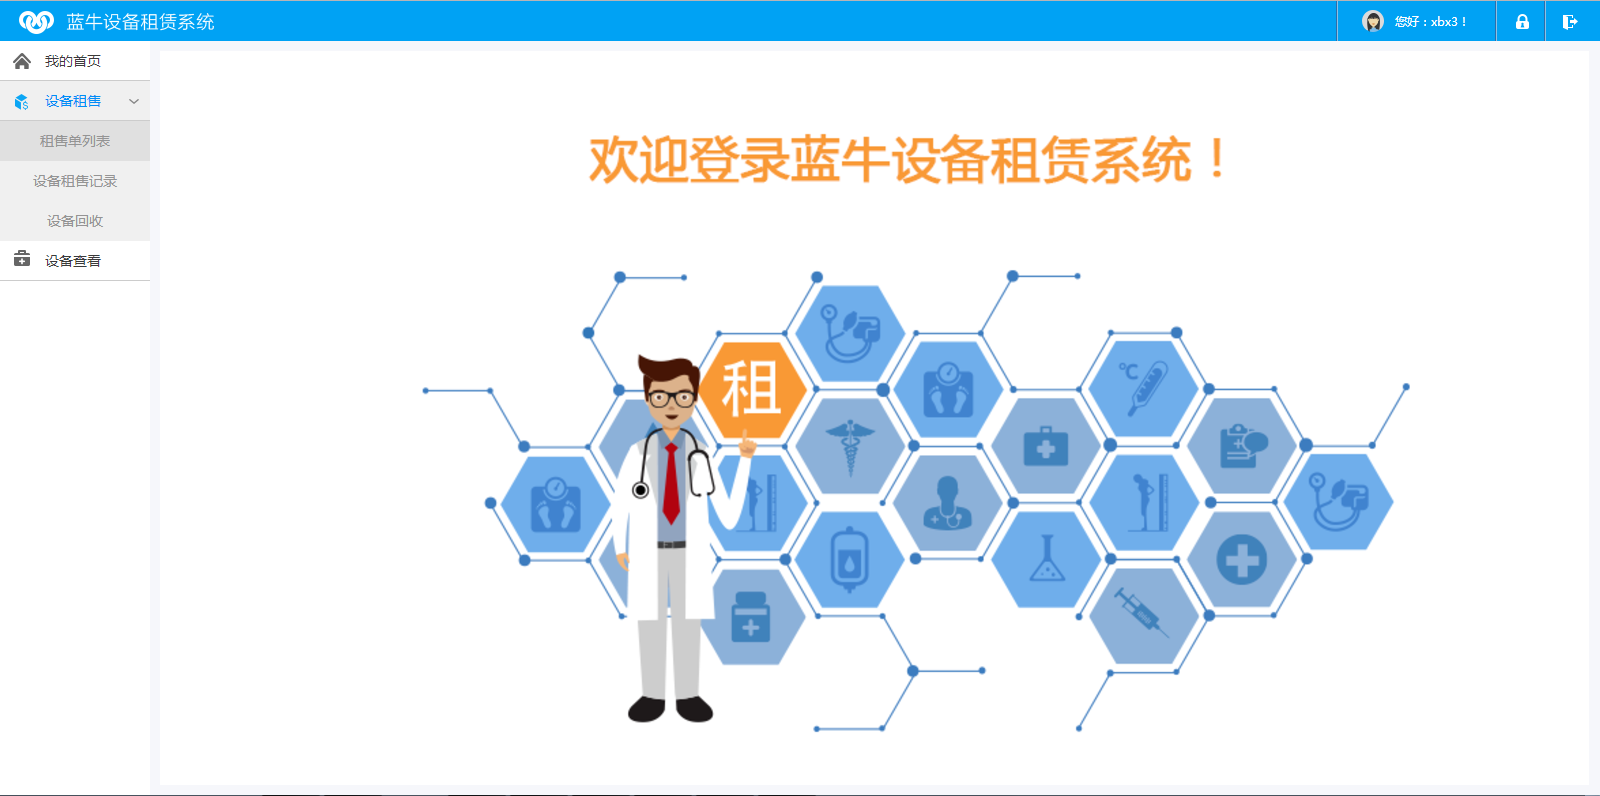 蓝牛设备租赁系统
您好：xbx3！
我的首页
设备租售
租售单列表
设备租售记录
设备回收
设备查看
欢迎登录蓝牛设备租赁系统！
租
℃